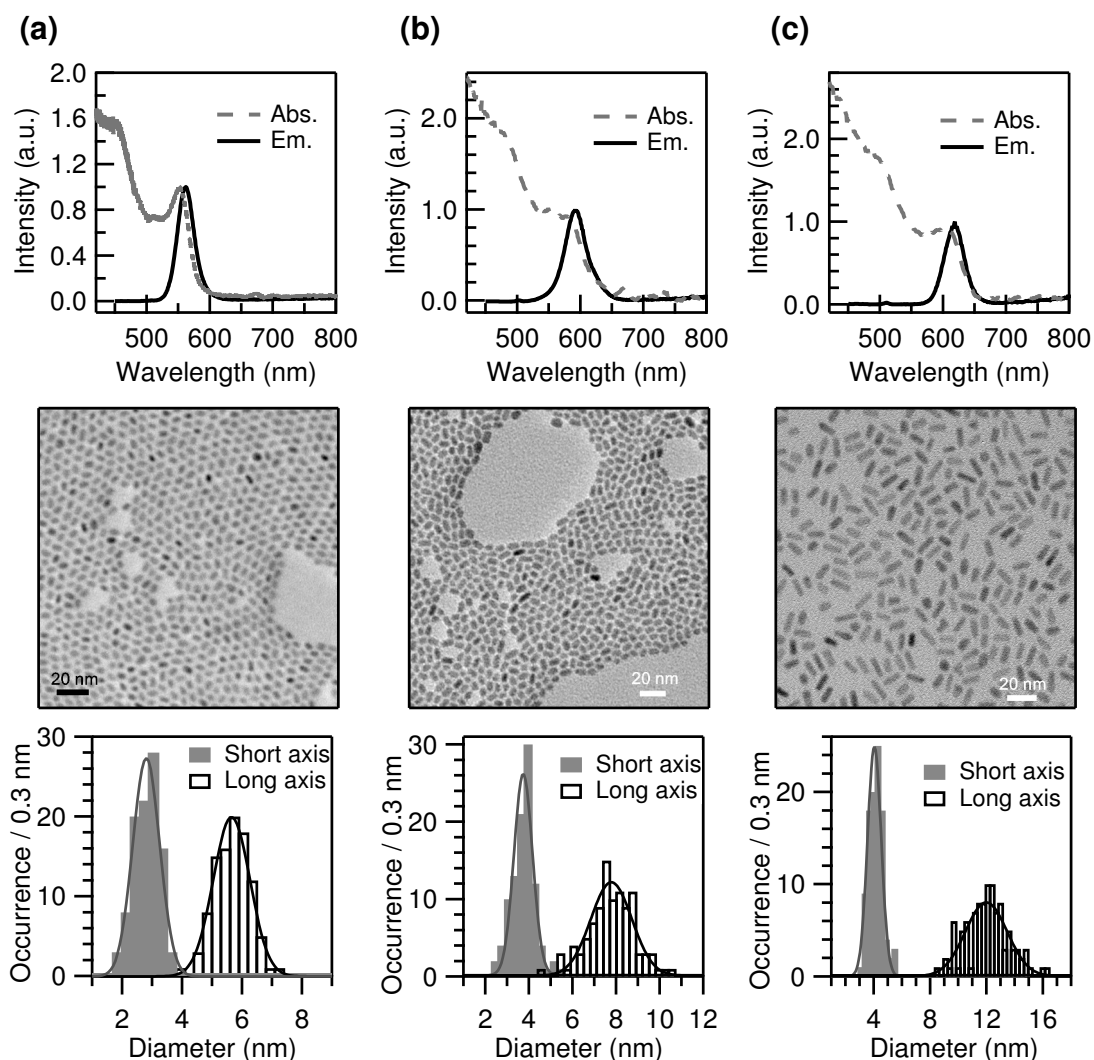 (a)
(b)
(c)
Intensity (a.u.)
2.0
1.6
1.2
0.8
0.4
0.0
Abs.
Em.
500
600
700
800
Wavelength (nm)
Intensity (a.u.)
2.0
1.0
0.0
Abs.
Em.
500
600
700
800
Wavelength (nm)
Intensity (a.u.)
2.0
1.0
0.0
Abs.
Em.
500
600
700
800
Wavelength (nm)
20 nm
20 nm
20 nm
Occurrence / 0.3 nm
30
20
10
0
Short axis
Long axis
2
4
6
8
Diameter (nm)
Occurrence / 0.3 nm
30
20
10
0
Short axis
Long axis
2
4
6
8
10
12
Diameter (nm)
Occurrence / 0.3 nm
20
10
0
Short axis
Long axis
4
8
12
16
Diameter (nm)